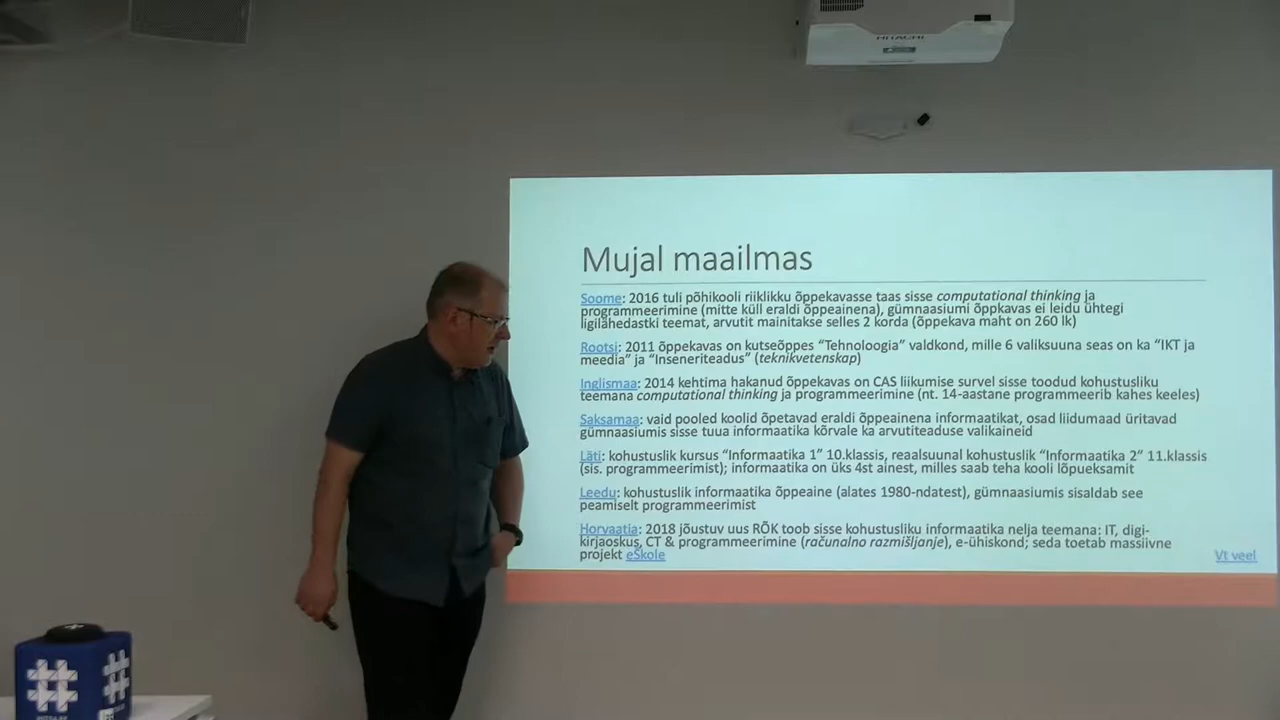 HITACHI
Mujal maailmas
Soome: 2016 tuli põhikooli riiklikku õppekavasse taas sisse computational thinking ja
programmeerimine (mitte küll eraldi õppeainena), gümnaasiumi õppkavas ei leidu ühtegi
ligilähedastki teemat, arvutit mainitakse selles 2 korda (õppekava maht on 260 lk)
Rootsi: 2011 õppekavas on kutseõppes “Tehnoloogia” valdkond, mille 6 valiksuuna seas on ka “IKT ja
meedia” ja “Inseneriteadus” (teknikvetenskap)
Inglismaa: 2014 kehtima hakanud õppekavas on CAS liikumise survel sisse toodud kohustusliku
teemana computational thinking ja programmeerimine (nt. 14-aastane programmeerib kahes keeles)
Saksamaa: vaid pooled koolid õpetavad eraldi õppeainena informaatikat, osad liidumaad üritavad
gümnaasiumis sisse tuua informaatika kõrvale ka arvutiteaduse valikaineid
Läti: kohustuslik kursus “Informaatika 1” 10.klassis, reaalsuunal kohustuslik “Informaatika 2” 11.klassis
(sis. programmeerimist); informaatika on üks 4st ainest, milles saab teha kooli lõpueksamit
Leedu: kohustuslik informaatika õppeaine (alates 1980-ndatest), gümnaasiumis sisaldab see
peamiselt programmeerimist
Horvaatia: 2018 jõustuv uus RÕK toob sisse kohustusliku informaatika nelja teemana: IT, digi-
kirjaoskus, CT & programmeerimine (računalno razmišljanje), e-ühiskond; seda toetab massiivne
projekt eŠkole
Vt veel